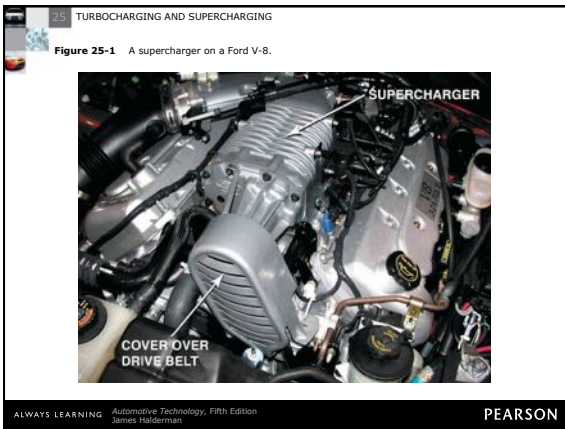 25 TURBOCHARGING AND SUPERCHARGING
Figure 25-1 A supercharger on a Ford V-8.
SUPERCHARGER
COVER OVER
DRIVE BELT
ALWAYS LEARNING
Automotive Technology, Fifth Edition
James Halderman
PEARSON